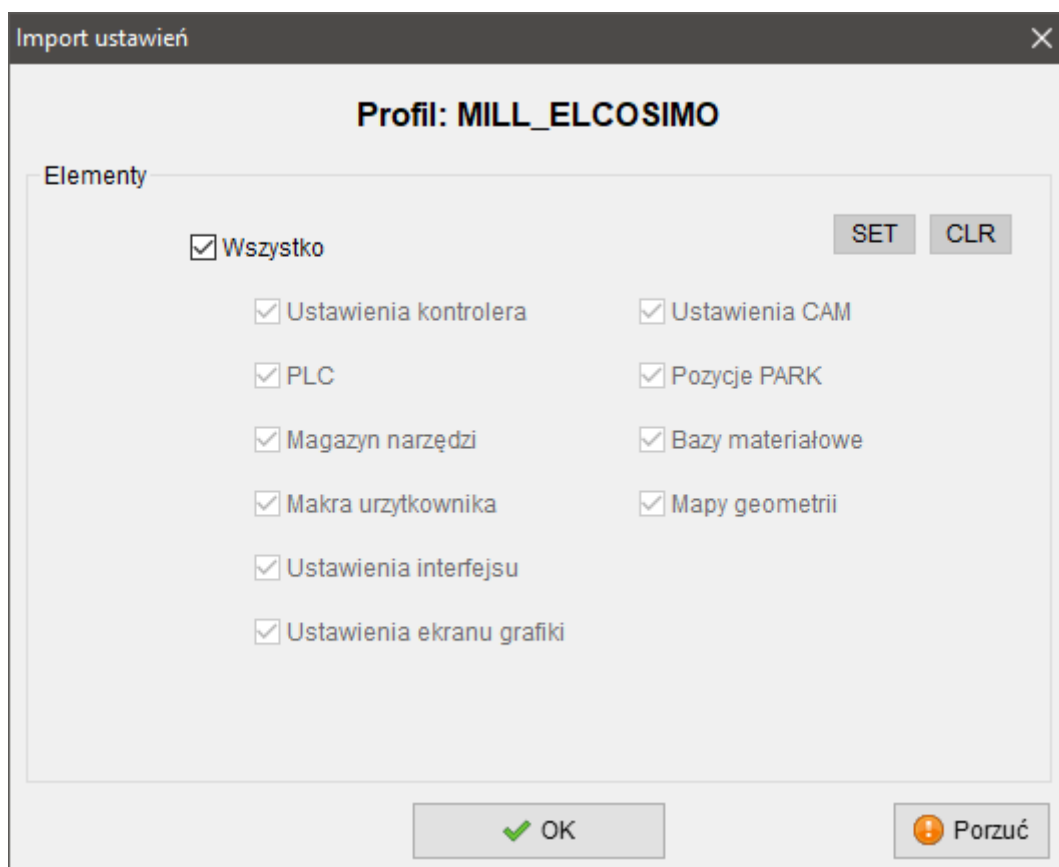 Import ustawień
Profil: MILL_ELCOSIMO
Elementy
Wszystko
SET CLR
Ustawienia kontrolera Ustawienia CAM
PLC Pozycje PARK
Magazyn narzędzi Bazy materiałowe
Makra urzytkownika Mapy geometrii
Ustawienia interfejsu
Ustawienia ekranu grafiki
OK Porzuć